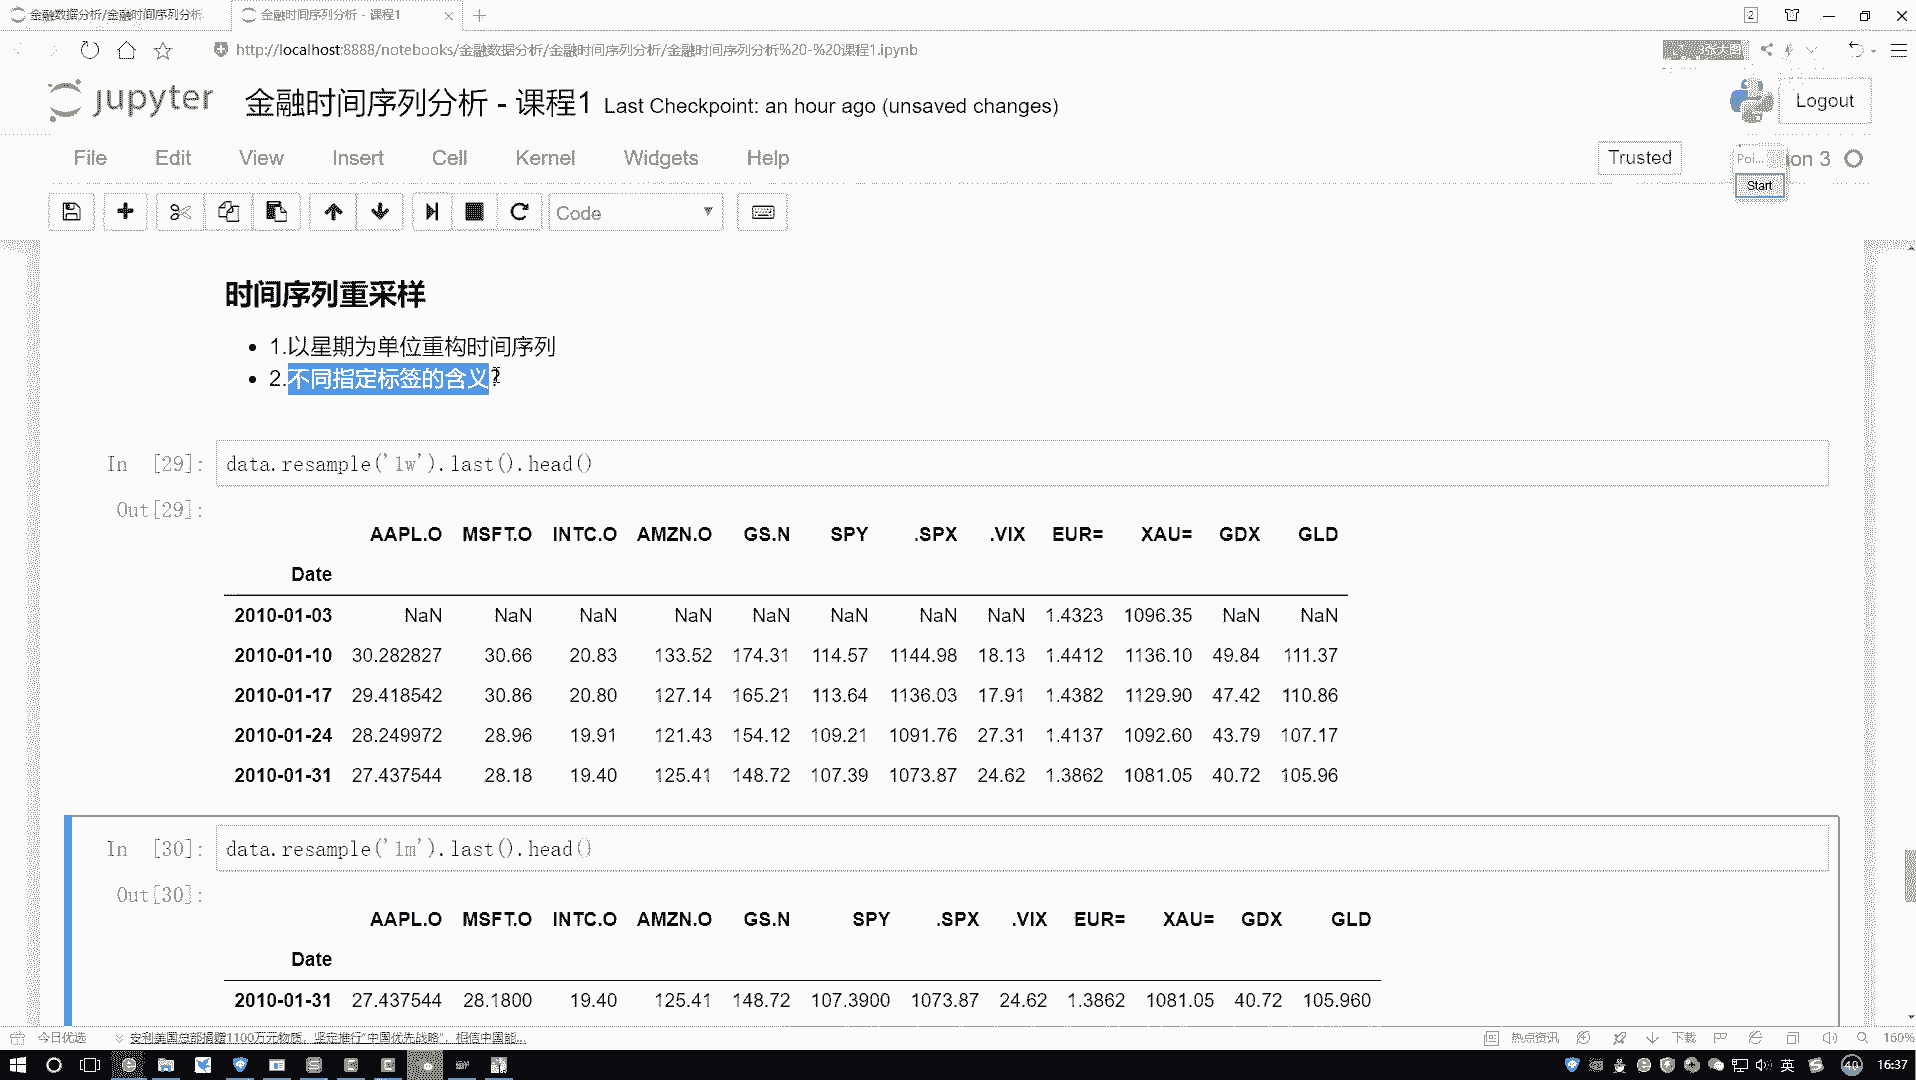 金融数据分析/金融时间序列分析
金融时间序列分析 - 课程1
2
http://localhost:8888/notebooks/金融数据分析/金融时间序列分析/金融时间序列分析%20-%20课程1.ipynb
jupyter 金融时间序列分析 - 课程1 Last Checkpoint: an hour ago (unsaved changes)
Logout
File Edit View Insert Cell Kernel Widgets Help
Trusted
Poi... on 3
Start
Code
时间序列重采样
1.以星期为单位重构时间序列
2.不同指定标签的含义?
In [29]: data.resample('1w').last().head()
Out[29]:
AAPL.O MSFT.O INTC.O AMZN.O GS.N SPY .SPX .VIX EUR= XAU= GDX GLD
Date
2010-01-03 NaN NaN NaN NaN NaN NaN NaN NaN 1.4323 1096.35 NaN NaN
2010-01-10 30.282827 30.66 20.83 133.52 174.31 114.57 1144.98 18.13 1.4412 1136.10 49.84 111.37
2010-01-17 29.418542 30.86 20.80 127.14 165.21 113.64 1136.03 17.91 1.4382 1129.90 47.42 110.86
2010-01-24 28.249972 28.96 19.91 121.43 154.12 109.21 1091.76 27.31 1.4137 1092.60 43.79 107.17
2010-01-31 27.437544 28.18 19.40 125.41 148.72 107.39 1073.87 24.62 1.3862 1081.05 40.72 105.96
In [30]: data.resample('1m').last().head()
Out[30]:
AAPL.O MSFT.O INTC.O AMZN.O GS.N SPY .SPX .VIX EUR= XAU= GDX GLD
Date
2010-01-31 27.437544 28.1800 19.40 125.41 148.72 107.3900 1073.87 24.62 1.3862 1081.05 40.72 105.960
今日优选
安利美国总部捐赠1100万元物质，坚定推行"中国优先战略"，相信中国能...
热点资讯
下载
160%
英
40
16:37